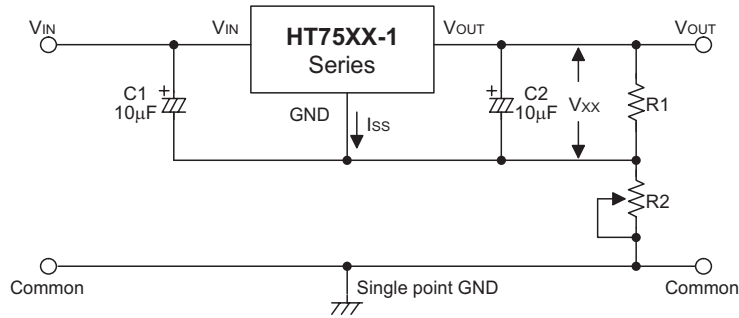 VIN
VIN
HT75XX-1
Series
VOUT
VOUT
C1
10μF
GND
ISS
C2
10μF
VXX
R1
R2
Common
Single point GND
Common